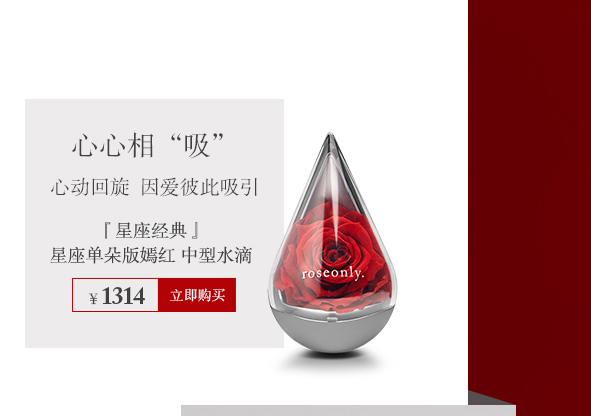 心心相“吸”
心动回旋 因爱彼此吸引
『星座经典』
星座单朵版嫣红 中型水滴
¥1314 立即购买
roseonly.